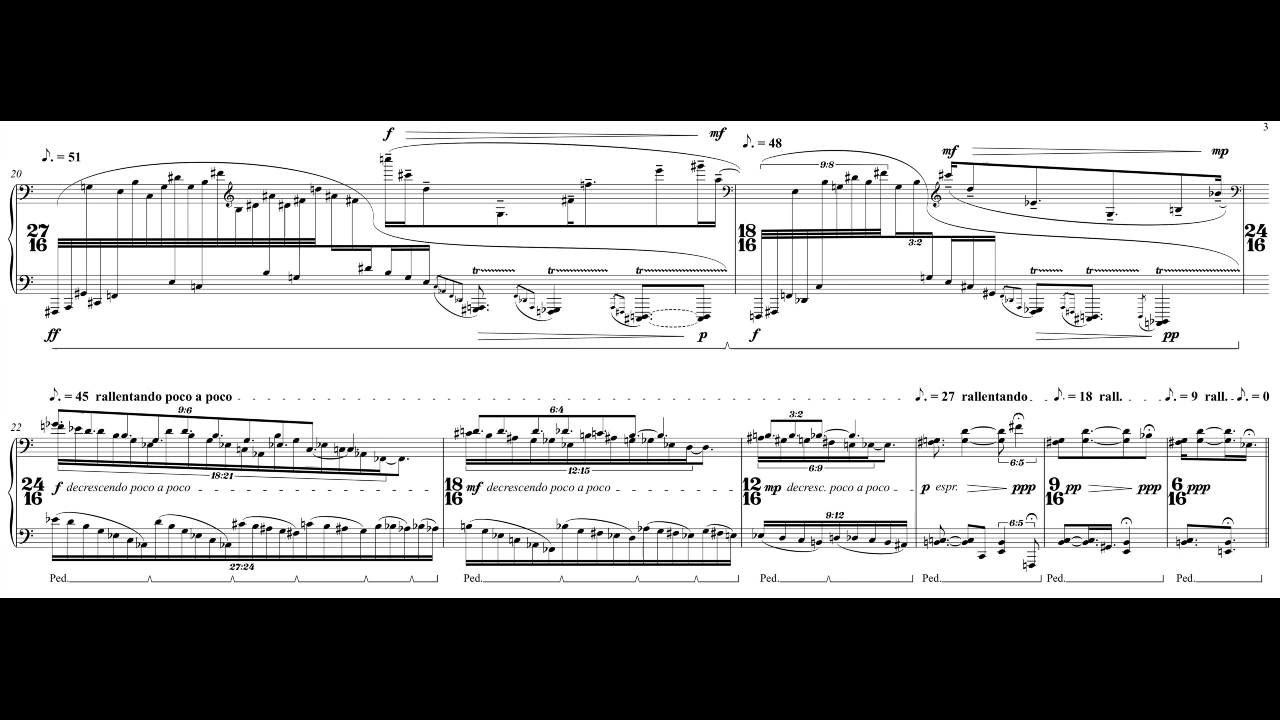 3
♪. = 51
♪. = 48
f
mf
mf
mp
20
9:8
27
16
18
16
24
16
3:2
tr tr tr tr tr tr
ff
p
f
pp
♪. = 45 rallentando poco a poco
♪. = 27 rallentando
♪. = 18 rall.
♪. = 9 rall.
♪. = 0
22
9:6
6:4
3:2
6:5
18:21
12:15
6:9
24
16
f decrescendo poco a poco
18
16
mf decrescendo poco a poco
12
16
mp decresc. poco a poco
p espr.
ppp
9
16
pp
ppp
6
16
ppp
9:12
6:5
27:24
Ped. Ped. Ped. Ped. Ped. Ped.